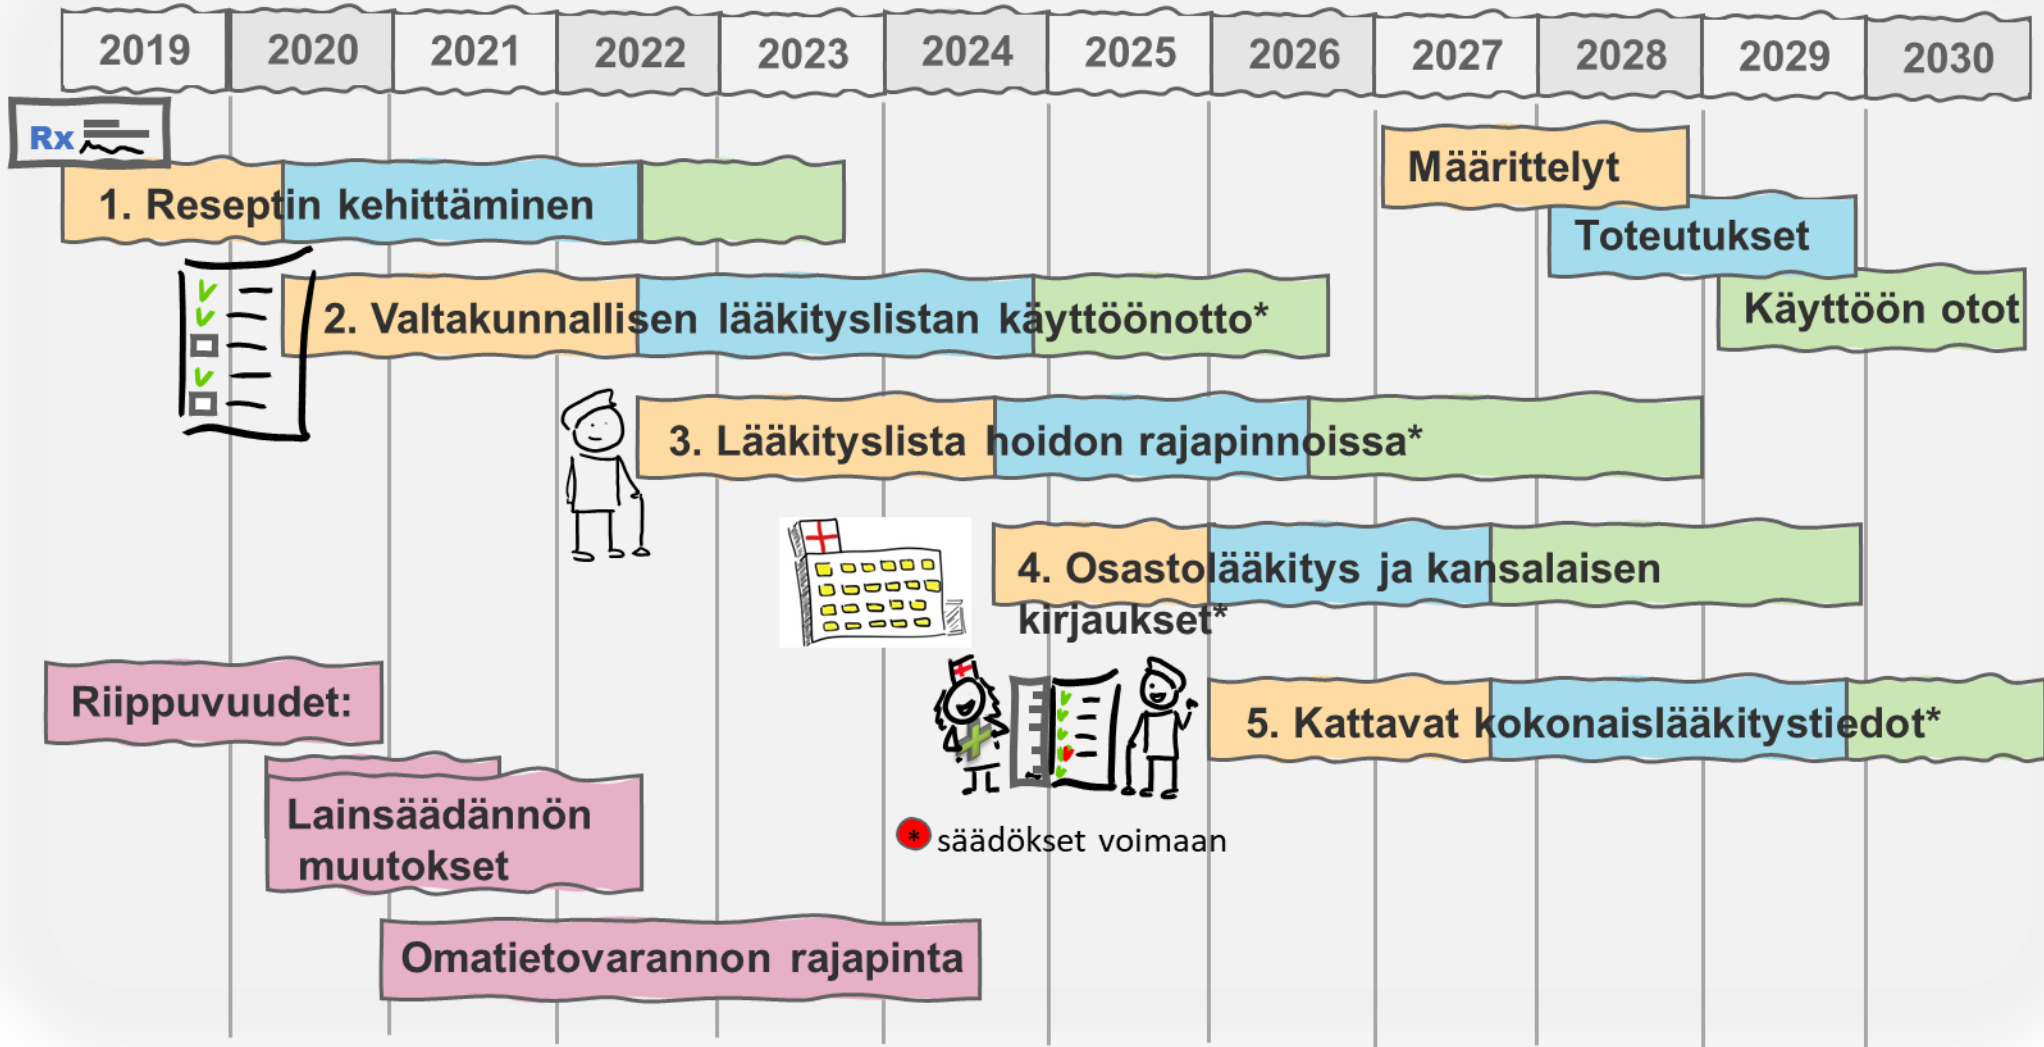 2019 2020 2021 2022 2023 2024 2025 2026 2027 2028 2029 2030
Rx
1. Reseptin kehittäminen
Määrittelyt
Toteutukset
Käyttöön otot
2. Valtakunnallisen lääkityslistan käyttöönotto*
3. Lääkityslista hoidon rajapinnoissa*
4. Osastolääkitys ja kansalaisen
kirjaukset*
Riippuvuudet:
5. Kattavat kokonaislääkitystiedot*
Lainsäädännön
muutokset
* säädökset voimaan
Omatietovarannon rajapinta